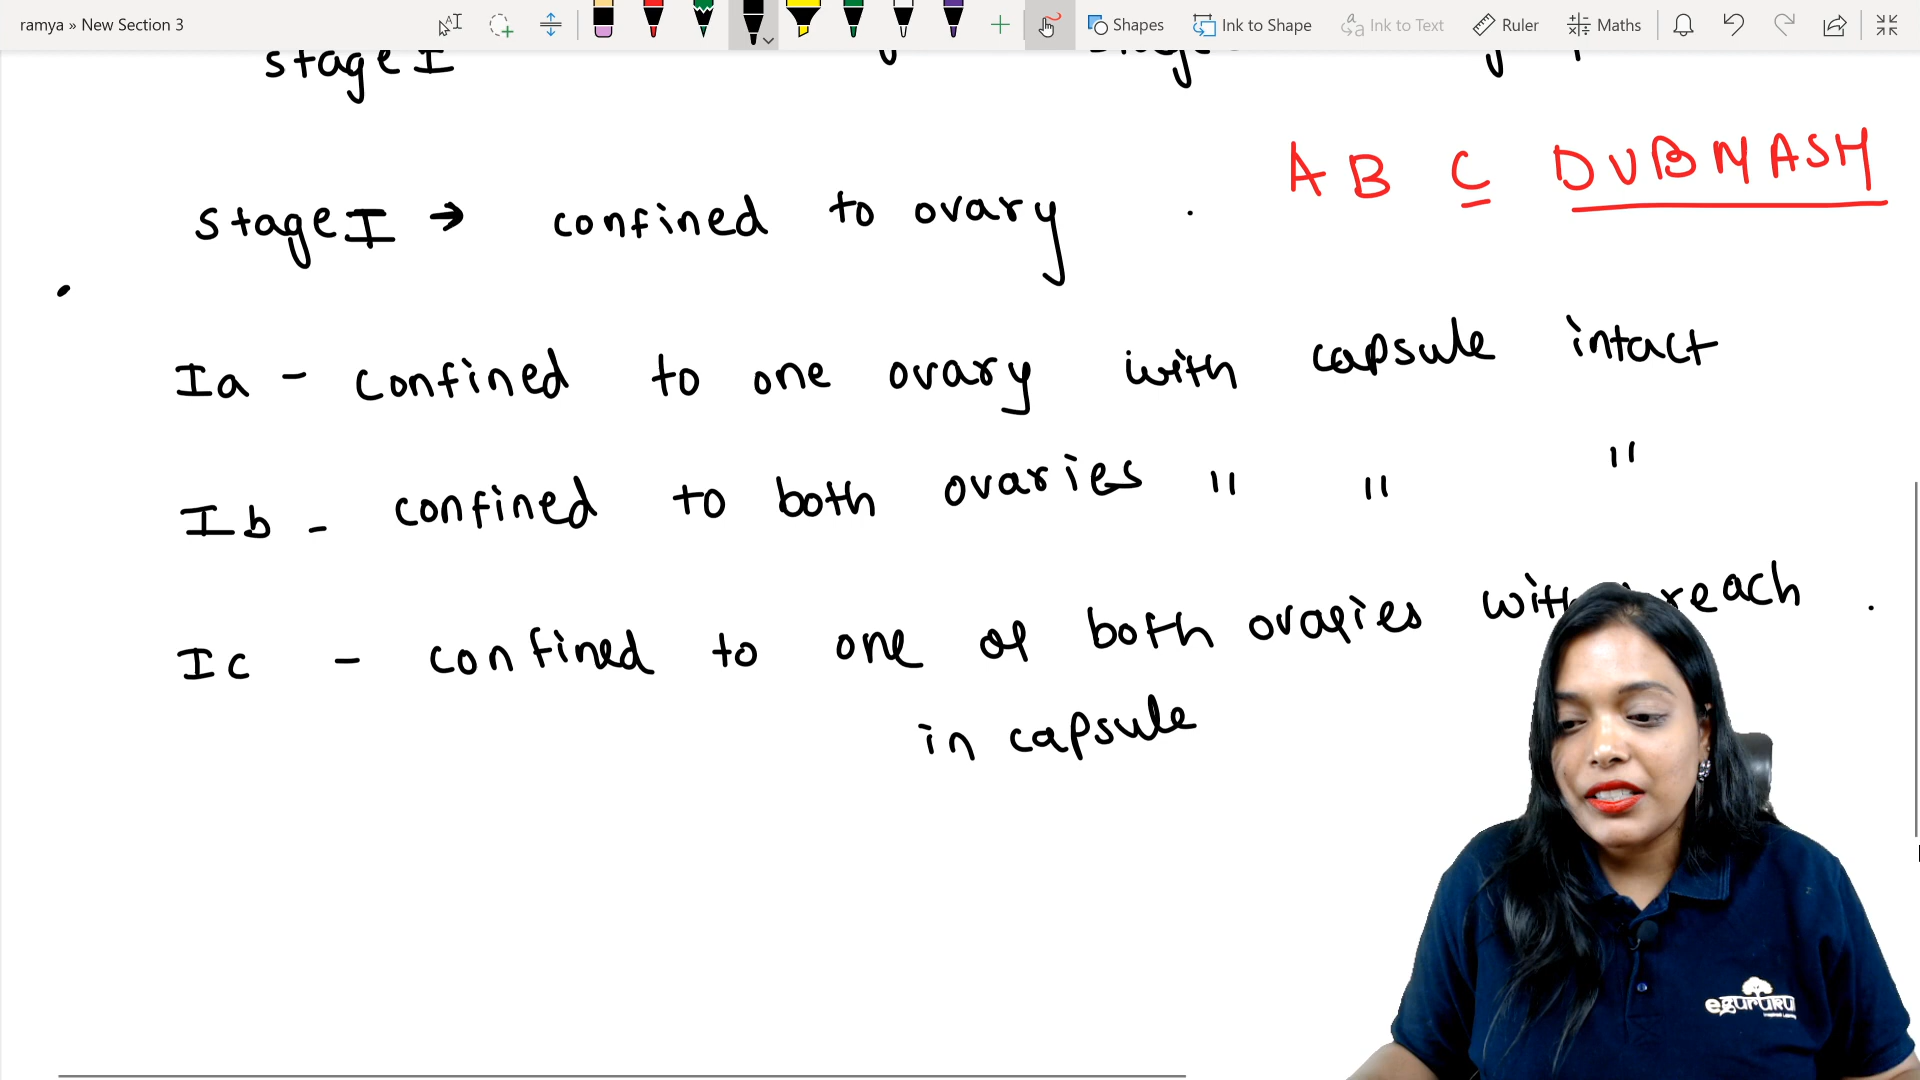 ramya » New Section 3
Shapes Ink to Shape Ink to Text Ruler Maths
stage I
stage I → confined to ovary
A B C DUBMASH
Ia - confined to one ovary with capsule intact
Ib - confined to both ovaries " " "
Ic - confined to one of both ovaries with
in capsule
eGurukul